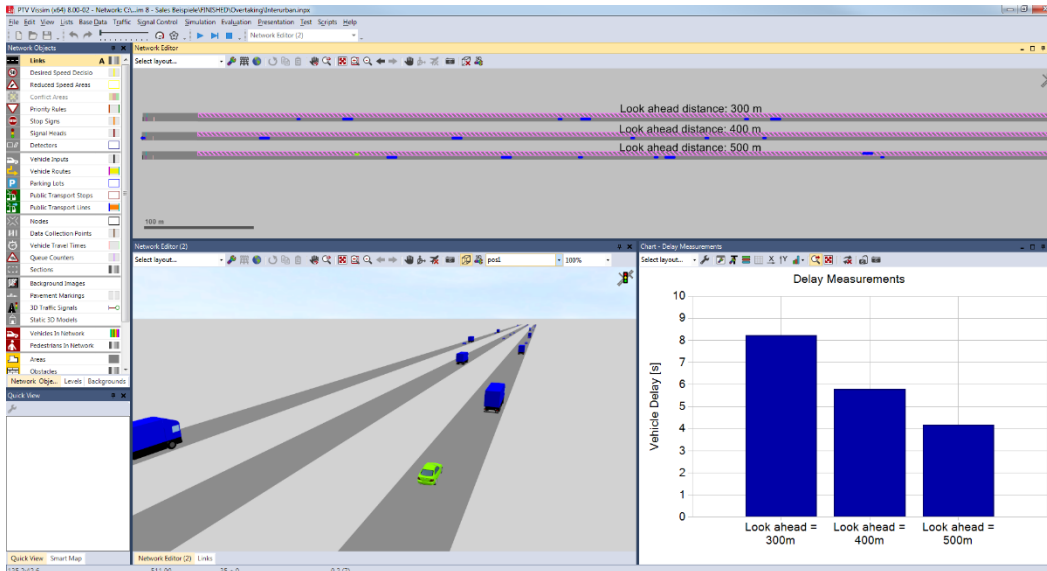 PTV Vissim (x64) 8.00-02 - Network: C:\...im 8 - Sales Beispiele\FINISHED\Overtaking\Interurban.inpx
File Edit View Lists Base Data Traffic Signal Control Simulation Evaluation Presentation Test Scripts Help
Network Editor (2)
Network Objects
Links
Desired Speed Decisio
Reduced Speed Areas
Conflict Areas
Priority Rules
Stop Signs
Signal Heads
Detectors
Vehicle Inputs
Vehicle Routes
Parking Lots
Public Transport Stops
Public Transport Lines
Nodes
Data Collection Points
Vehicle Travel Times
Queue Counters
Sections
Background Images
Pavement Markings
3D Traffic Signals
Static 3D Models
Vehicles In Network
Pedestrians In Network
Areas
Obstacles
Network Obje... Levels Backgrounds
Quick View
Quick View Smart Map
Network Editor
Select layout...
Look ahead distance: 300 m
Look ahead distance: 400 m
Look ahead distance: 500 m
100 m
Network Editor (2)
Select layout... pos1 100%
Network Editor (2) Links
Chart - Delay Measurements
Select layout...
Delay Measurements
Vehicle Delay [s]
10
9
8
7
6
5
4
3
2
1
0
Look ahead = 300m
Look ahead = 400m
Look ahead = 500m